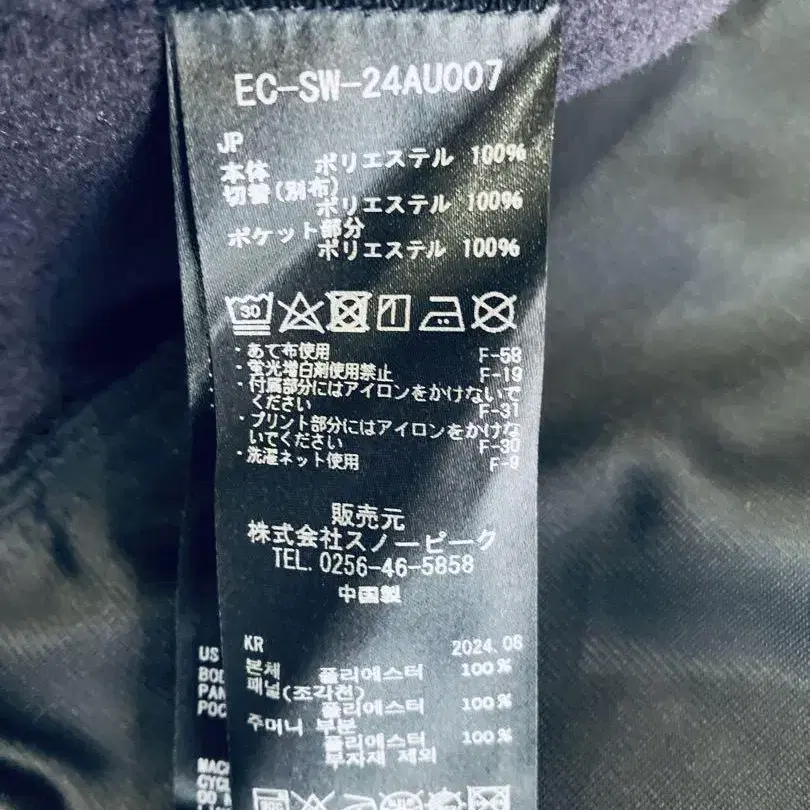 EC-SW-24AU007
JP
本体 ポリエステル 100%
切替(別布)
ポリエステル 100%
ポケット部分
ポリエステル 100%
30
・あて布使用 F-58
・蛍光増白剤使用禁止 F-19
・付属部分にはアイロンをかけないで
ください F-31
・プリント部分にはアイロンをかけな
いでください F-30
・洗濯ネット使用 F-9
販売元
株式会社スノーピーク
TEL.0256-46-5858
中国製
KR 2024.08
본체 폴리에스터 100%
패널(조각천)
폴리에스터 100%
주머니 부분
폴리에스터 100%
부자재 제외
US
BOD
PAN
POC
MAC
CYC
DO